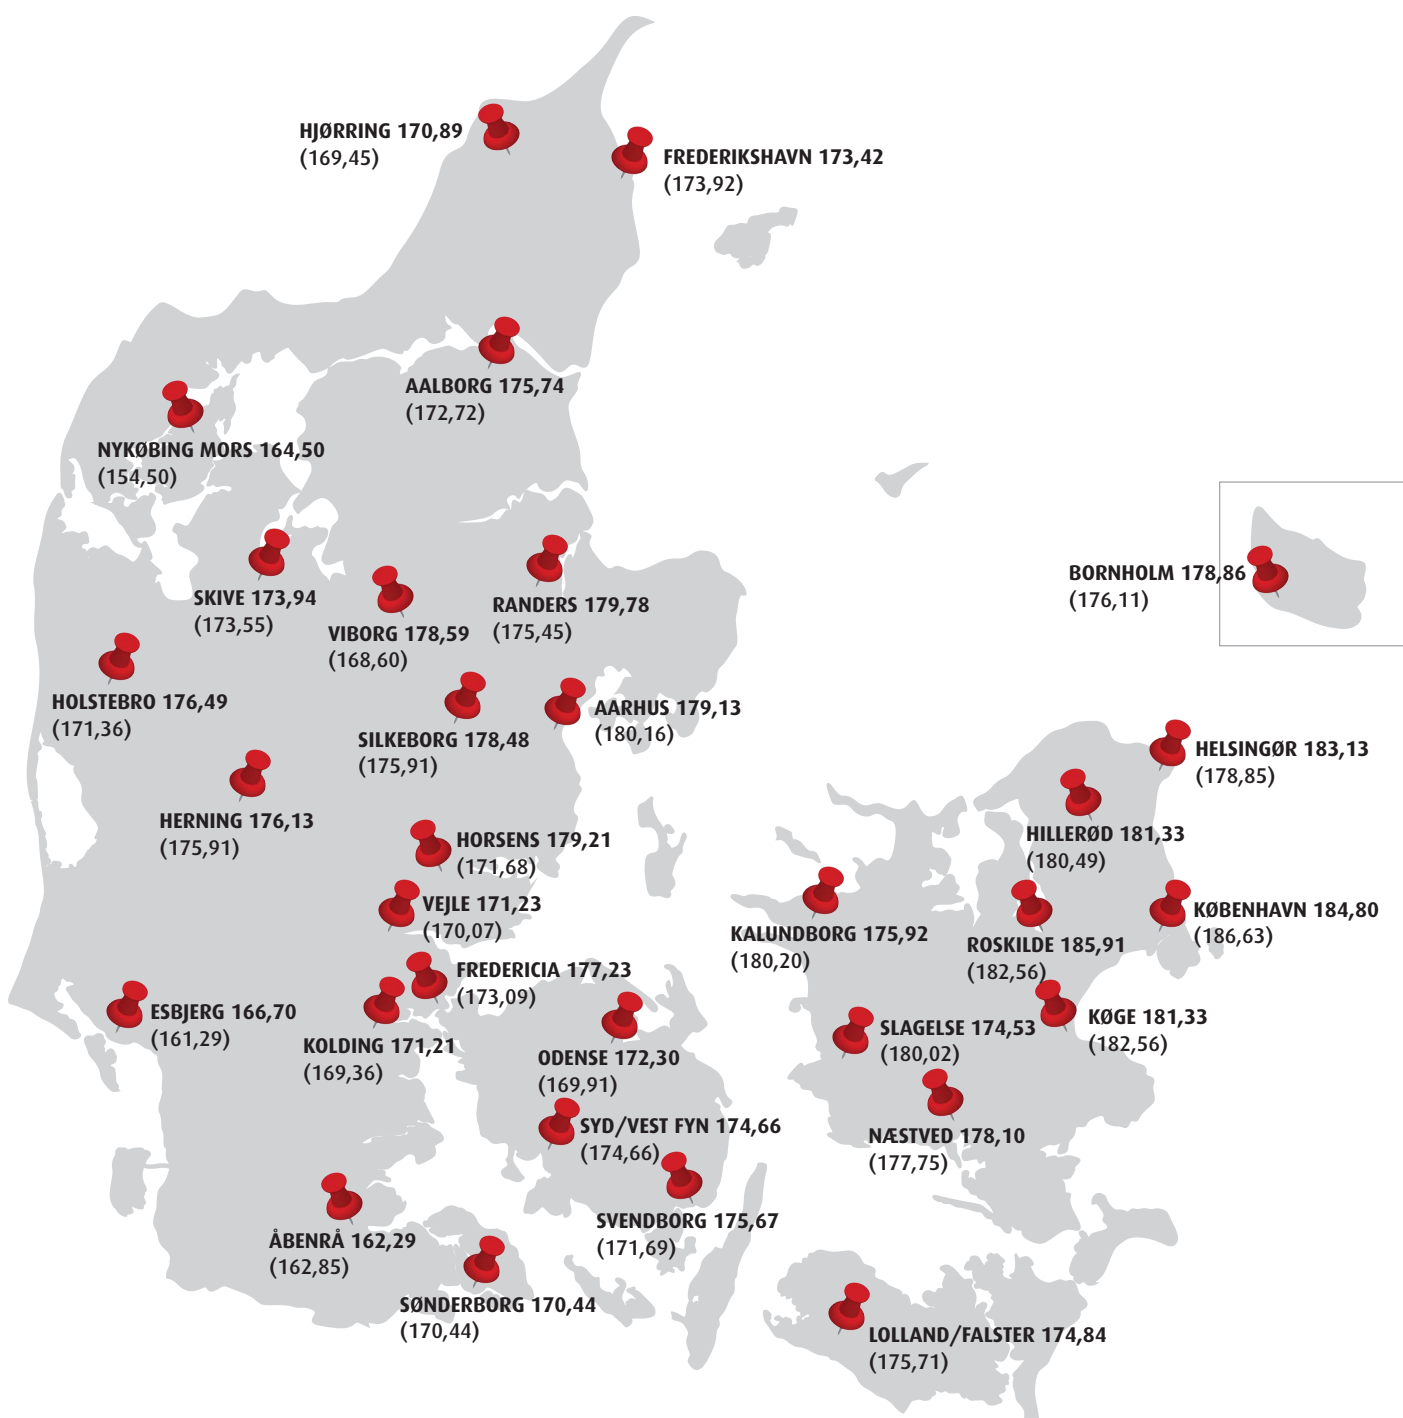 HJØRRING 170,89
(169,45)
FREDERIKSHAVN 173,42
(173,92)
AALBORG 175,74
(172,72)
NYKØBING MORS 164,50
(154,50)
SKIVE 173,94
(173,55)
VIBORG 178,59
(168,60)
RANDERS 179,78
(175,45)
BORNHOLM 178,86
(176,11)
HOLSTEBRO 176,49
(171,36)
SILKEBORG 178,48
(175,91)
AARHUS 179,13
(180,16)
HELSINGØR 183,13
(178,85)
HERNING 176,13
(175,91)
HORSENS 179,21
(171,68)
HILLERØD 181,33
(180,49)
VEJLE 171,23
(170,07)
KALUNDBORG 175,92
(180,20)
ROSKILDE 185,91
(182,56)
KØBENHAVN 184,80
(186,63)
FREDERICIA 177,23
(173,09)
ESBJERG 166,70
(161,29)
KOLDING 171,21
(169,36)
ODENSE 172,30
(169,91)
SLAGELSE 174,53
(180,02)
KØGE 181,33
(182,56)
SYD/VEST FYN 174,66
(174,66)
NÆSTVED 178,10
(177,75)
SVENDBORG 175,67
(171,69)
ÅBENRÅ 162,29
(162,85)
SØNDERBORG 170,44
(170,44)
LOLLAND/FALSTER 174,84
(175,71)